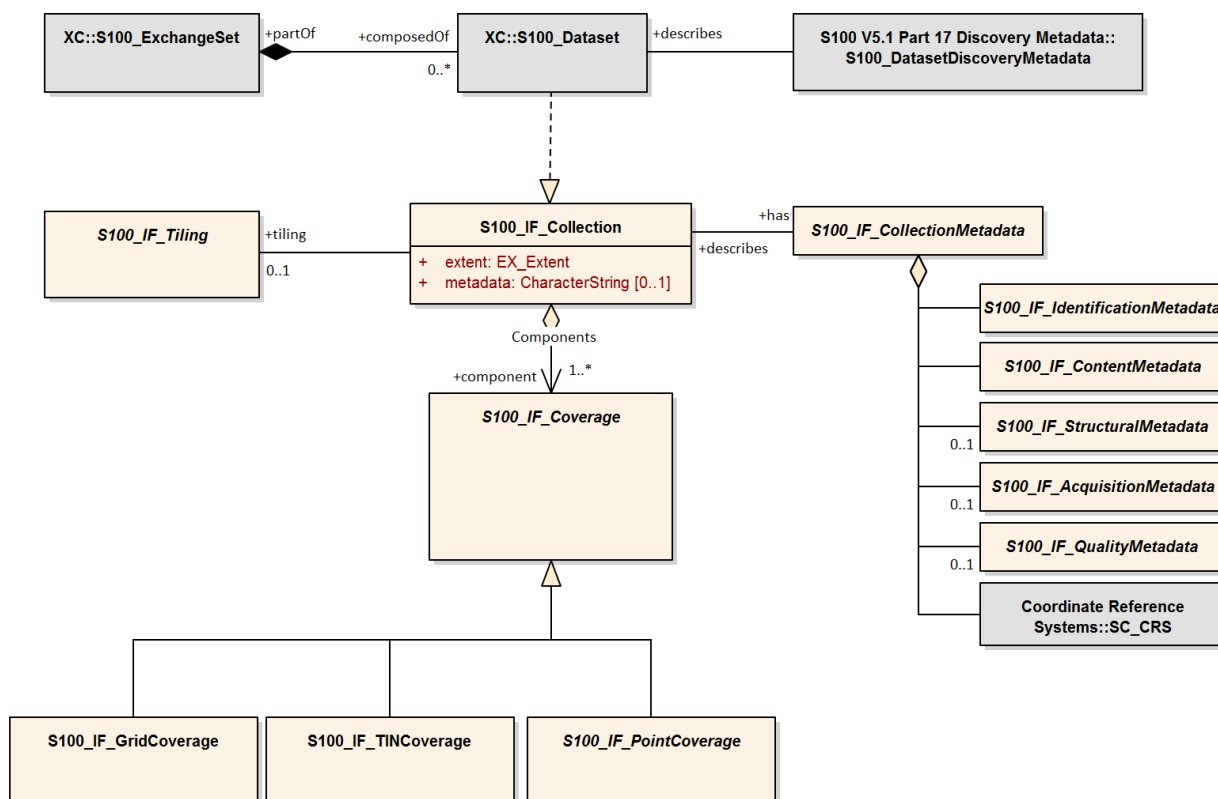 XC::S100_ExchangeSet
+partOf
+composedOf
0..*
XC::S100_Dataset
+describes
S100 V5.1 Part 17 Discovery Metadata::
S100_DatasetDiscoveryMetadata
S100_IF_Tiling
+tiling
0..1
S100_IF_Collection
+ extent: EX_Extent
+ metadata: CharacterString [0..1]
+has
+describes
S100_IF_CollectionMetadata
Components
+component
1..*
S100_IF_Coverage
S100_IF_IdentificationMetadata
S100_IF_ContentMetadata
S100_IF_StructuralMetadata
0..1
S100_IF_AcquisitionMetadata
0..1
S100_IF_QualityMetadata
0..1
Coordinate Reference
Systems::SC_CRS
S100_IF_GridCoverage
S100_IF_TINCoverage
S100_IF_PointCoverage